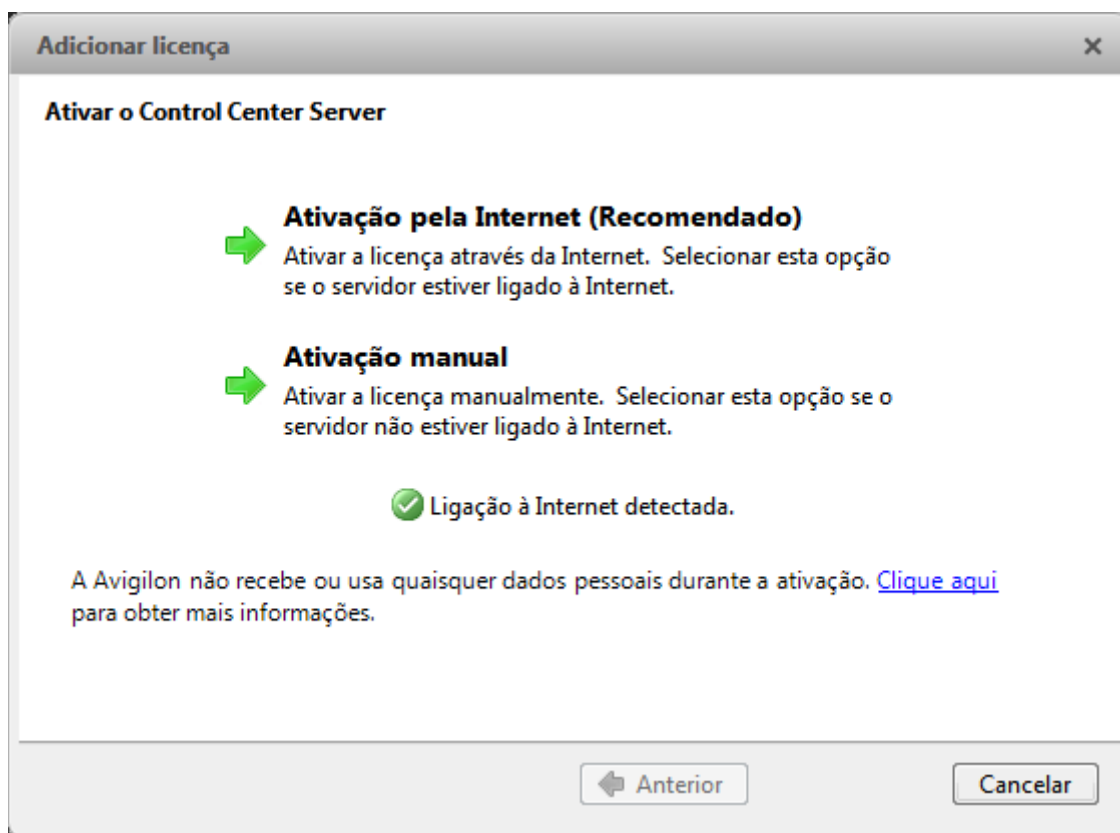 Adicionar licença
Ativar o Control Center Server
Ativação pela Internet (Recomendado)
Ativar a licença através da Internet.  Selecionar esta opção
se o servidor estiver ligado à Internet.
Ativação manual
Ativar a licença manualmente.  Selecionar esta opção se o
servidor não estiver ligado à Internet.
Ligação à Internet detectada.
A Avigilon não recebe ou usa quaisquer dados pessoais durante a ativação. Clique aqui
para obter mais informações.
Anterior
Cancelar